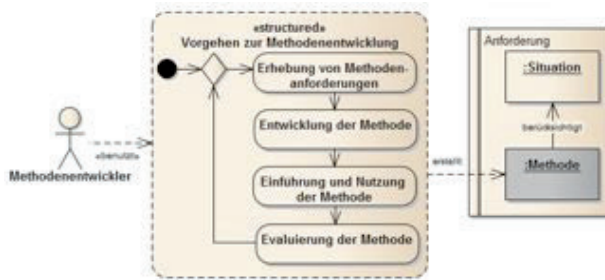 «structured»
Vorgehen zur Methodenentwicklung
Erhebung von Methoden-
anforderungen
Entwicklung der Methode
Einführung und Nutzung
der Methode
Evaluierung der Methode
«benutzt»
Methodenentwickler
erstellt
Anforderung
:Situation
berücksichtigt
:Methode